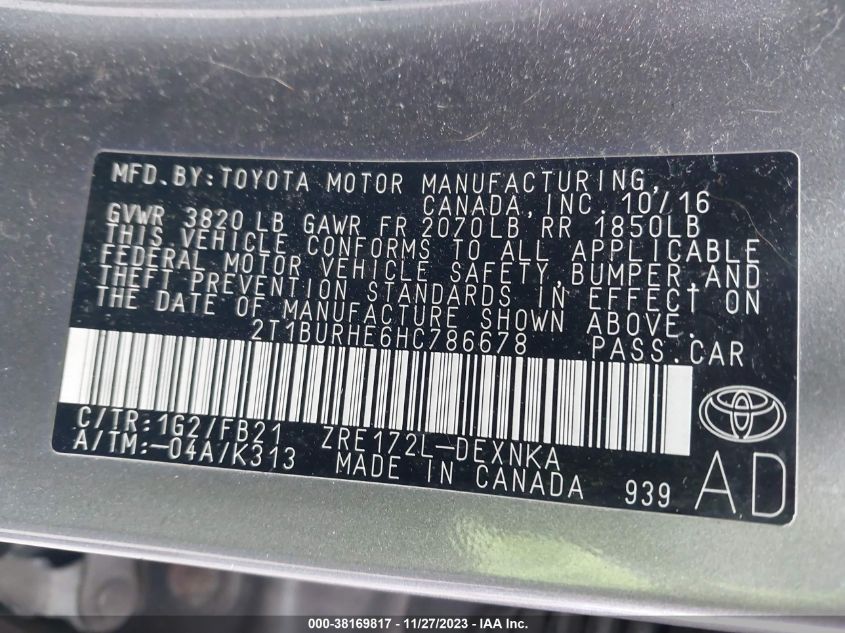 MFD.BY:TOYOTA MOTOR MANUFACTURING,
CANADA,INC. 10/16
GVWR 3820 LB GAWR FR 2070LB RR 1850LB
THIS VEHICLE CONFORMS TO ALL APPLICABLE
FEDERAL MOTOR VEHICLE SAFETY,BUMPER,AND
THEFT PREVENTION STANDARDS IN EFFECT ON
THE DATE OF MANUFACTURE SHOWN ABOVE.
2T1BURHE6HC786678 PASS.CAR
C/TR:1G2/FB21 ZRE172L-DEXNKA
A/TM:-04A/K313 MADE IN CANADA 939 AD
000-38169817 - 11/27/2023 - IAA Inc.